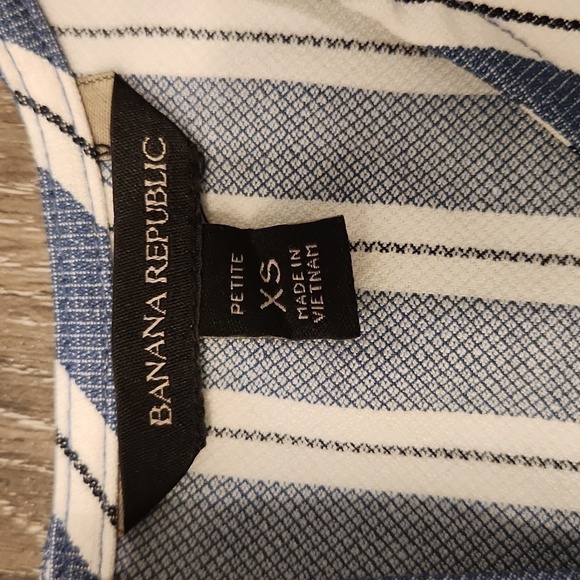 BANANA REPUBLIC
PETITE
XS
MADE IN
VIETNAM